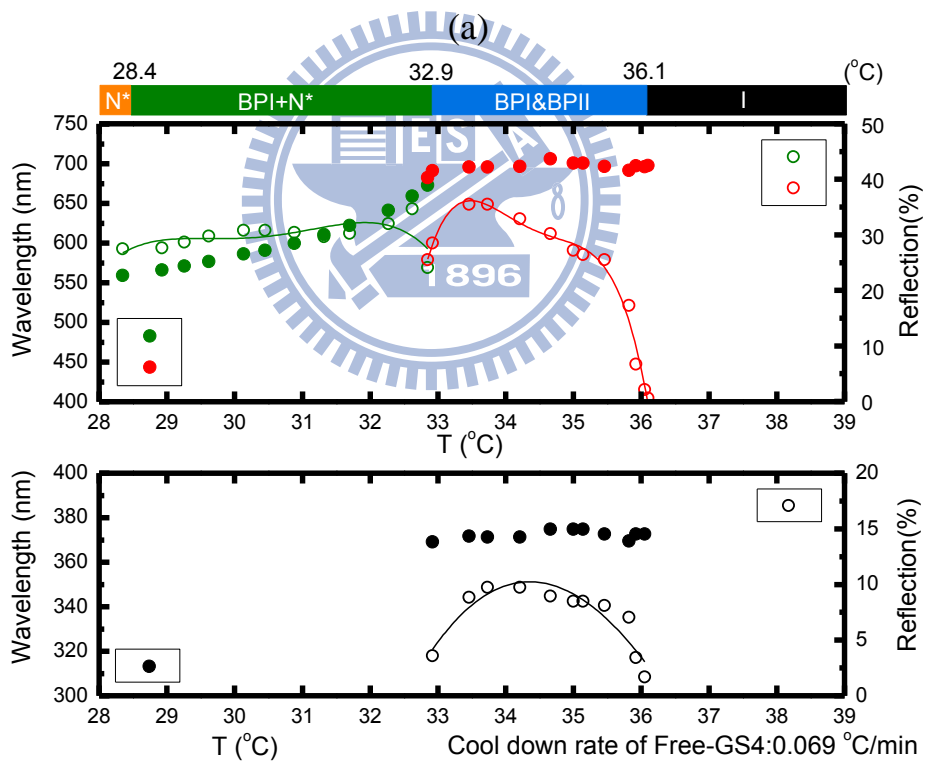 (a)
28.4 32.9 36.1 (°C)
N* BPI+N* BPI&BPII I
750
700
650
600
550
500
450
400
Wavelength (nm)
50
40
30
20
10
0
Reflection(%)
E S A
1896
28 29 30 31 32 33 34 35 36 37 38 39
T (°C)
400
380
360
340
320
300
Wavelength (nm)
20
15
10
5
0
Reflection(%)
28 29 30 31 32 33 34 35 36 37 38 39
T (°C) Cool down rate of Free-GS4:0.069 °C/min